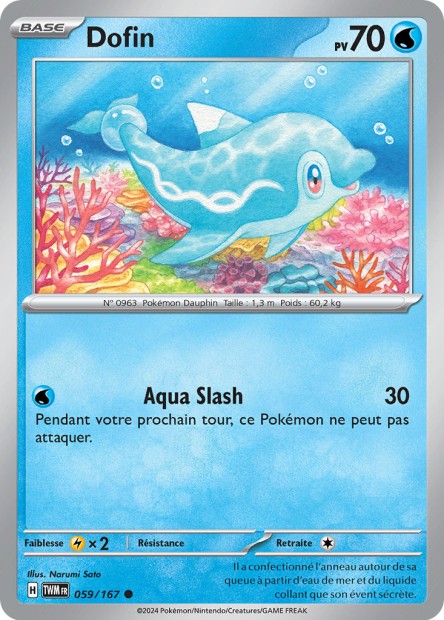 BASE Dofin PV 70
N° 0963 Pokémon Dauphin Taille : 1,3 m Poids : 60,2 kg
Aqua Slash 30
Pendant votre prochain tour, ce Pokémon ne peut pas
attaquer.
Faiblesse ×2 Résistance Retraite
Illus. Narumi Sato
Il a confectionné l'anneau autour de sa
queue à partir d'eau de mer et du liquide
collant que son évent sécrète.
H TWM FR 059/167
©2024 Pokémon/Nintendo/Creatures/GAME FREAK